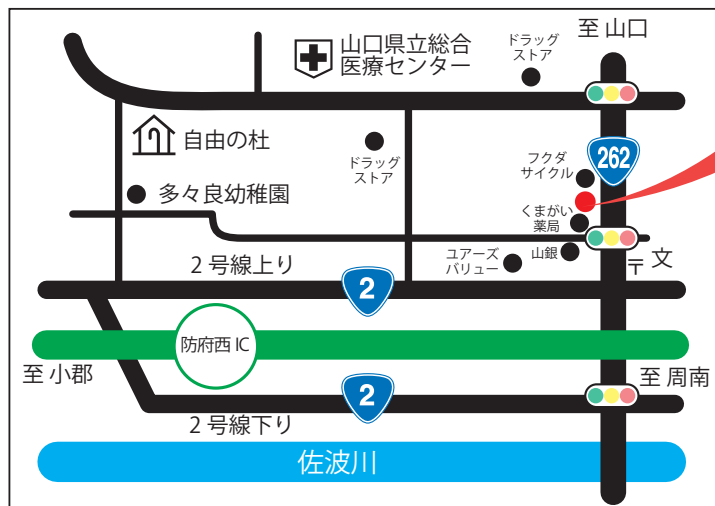 至 山口
ドラッグ
ストア
山口県立総合
医療センター
自由の杜
ドラッグ
ストア
フクダ
サイクル
262
多々良幼稚園
くまがい
薬局
ユアーズ
バリュー
山銀
〒
文
2 号線上り
2
防府西 IC
至 小郡
至 周南
2
2 号線下り
佐波川